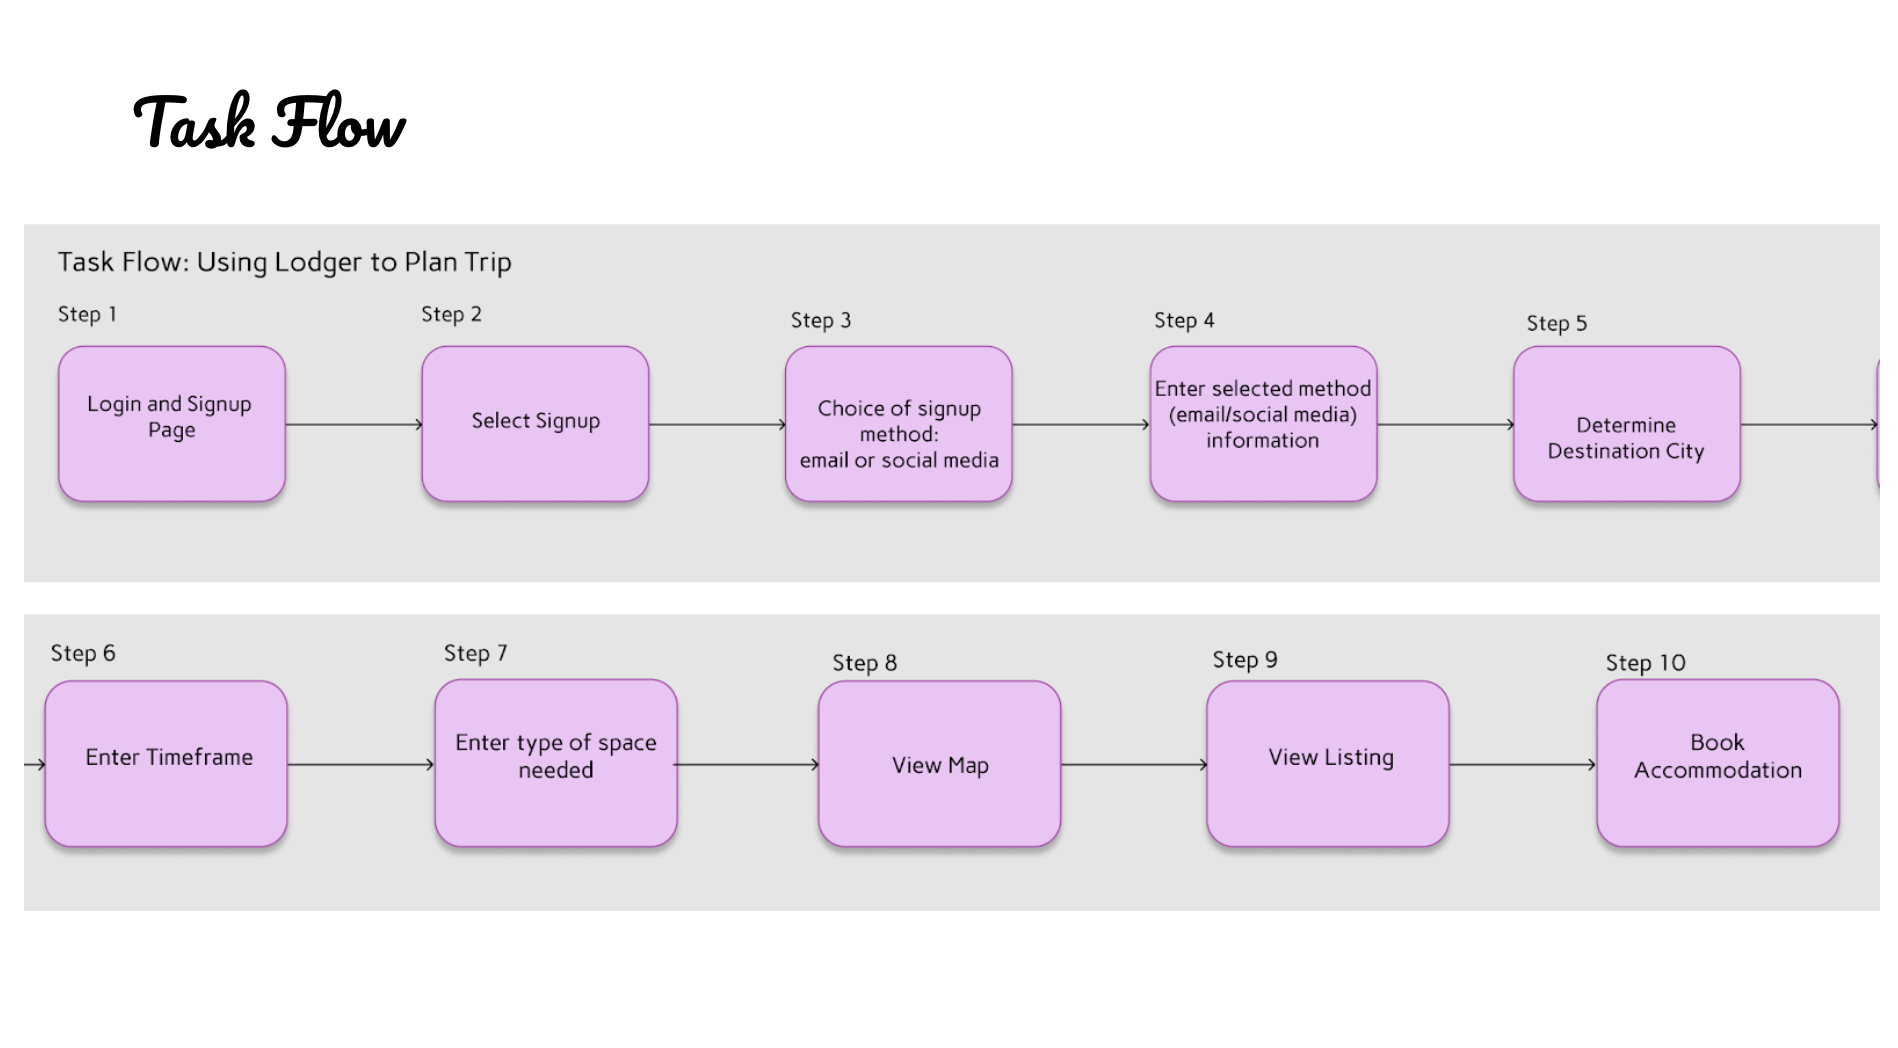 Task Flow
Task Flow: Using Lodger to Plan Trip
Step 1
Login and Signup
Page
Step 2
Select Signup
Step 3
Choice of signup
method:
email or social media
Step 4
Enter selected method
(email/social media)
information
Step 5
Determine
Destination City
Step 6
Enter Timeframe
Step 7
Enter type of space
needed
Step 8
View Map
Step 9
View Listing
Step 10
Book
Accommodation